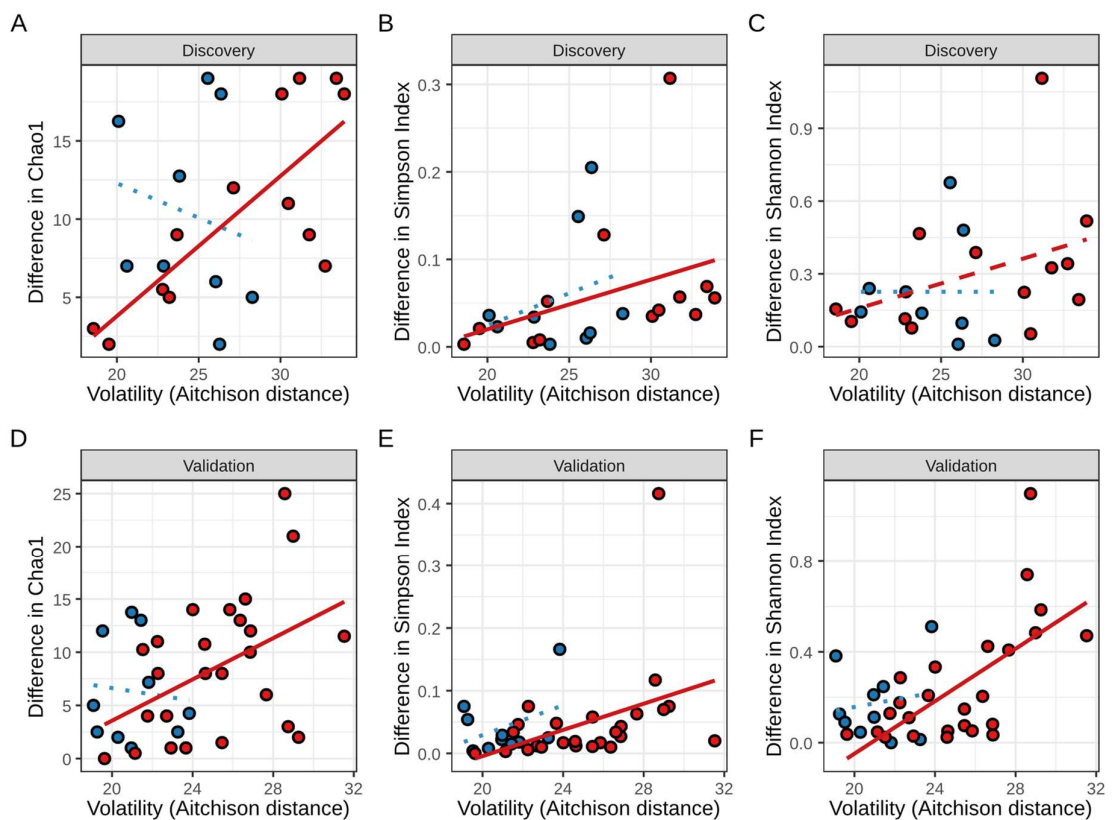 A
B
C
Discovery
Discovery
Discovery
Difference in Chao1
Difference in Simpson Index
Difference in Shannon Index
15
10
5
0.3
0.2
0.1
0.0
0.9
0.6
0.3
0.0
20 25 30
20 25 30
20 25 30
Volatility (Aitchison distance)
Volatility (Aitchison distance)
Volatility (Aitchison distance)
D
E
F
Validation
Validation
Validation
Difference in Chao1
Difference in Simpson Index
Difference in Shannon Index
25
20
15
10
5
0
0.4
0.3
0.2
0.1
0.0
0.8
0.4
0.0
20 24 28 32
20 24 28 32
20 24 28 32
Volatility (Aitchison distance)
Volatility (Aitchison distance)
Volatility (Aitchison distance)